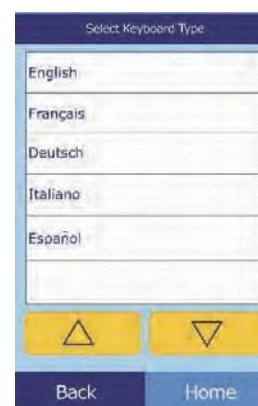 Select Keyboard Type
English
Français
Deutsch
Italiano
Español
Back Home